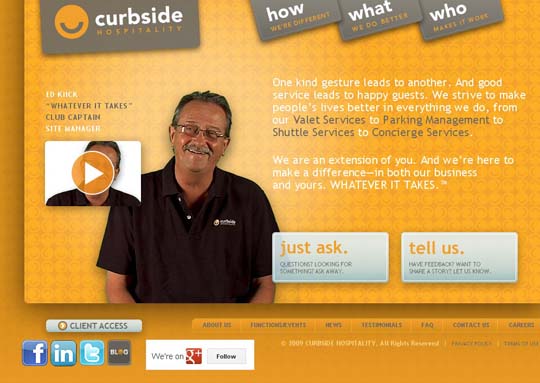 curbside
HOSPITALITY
how
WE'RE DIFFERENT
what
WE DO BETTER
who
MAKES IT WORK
ED KIICK
"WHATEVER IT TAKES"
CLUB CAPTAIN
SITE MANAGER
One kind gesture leads to another. And good
service leads to happy guests. We strive to make
people's lives better in everything we do, from
our Valet Services to Parking Management to
Shuttle Services to Concierge Services.
We are an extension of you. And we're here to
make a difference—in both our business
and yours. WHATEVER IT TAKES.™
curbside
just ask.
QUESTIONS? LOOKING FOR
SOMETHING? ASK AWAY.
tell us.
HAVE FEEDBACK? WANT TO
SHARE A STORY? LET US KNOW.
CLIENT ACCESS
ABOUT US
FUNCTIONS/EVENTS
NEWS
TESTIMONIALS
FAQ
CONTACT US
CAREERS
f
in
t
BLOG
We're on g+ Follow
© 2009 CURBSIDE HOSPITALITY, All Rights Reserved | PRIVACY POLICY | TERMS OF USE